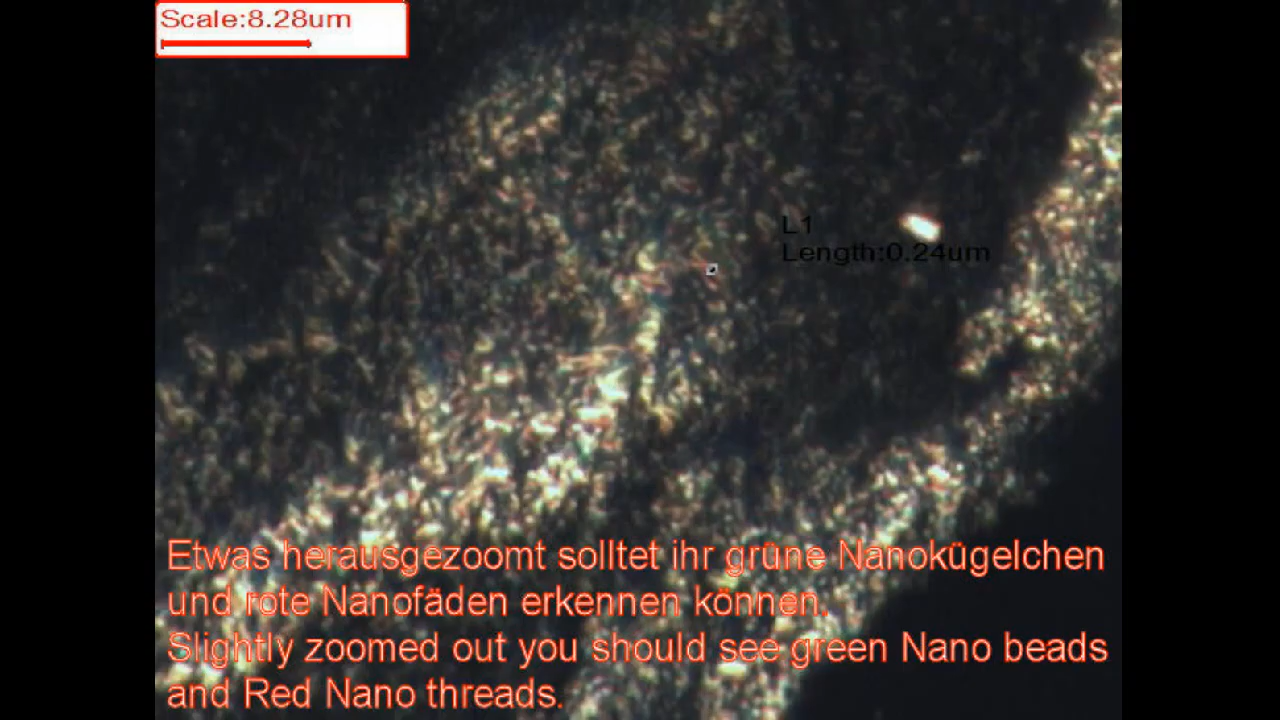 Scale:8.28um
L1
Length:0.24um
Etwas herausgezoomt solltet ihr grüne Nanokügelchen
und rote Nanofäden erkennen können.
Slightly zoomed out you should see green Nano beads
and Red Nano threads.